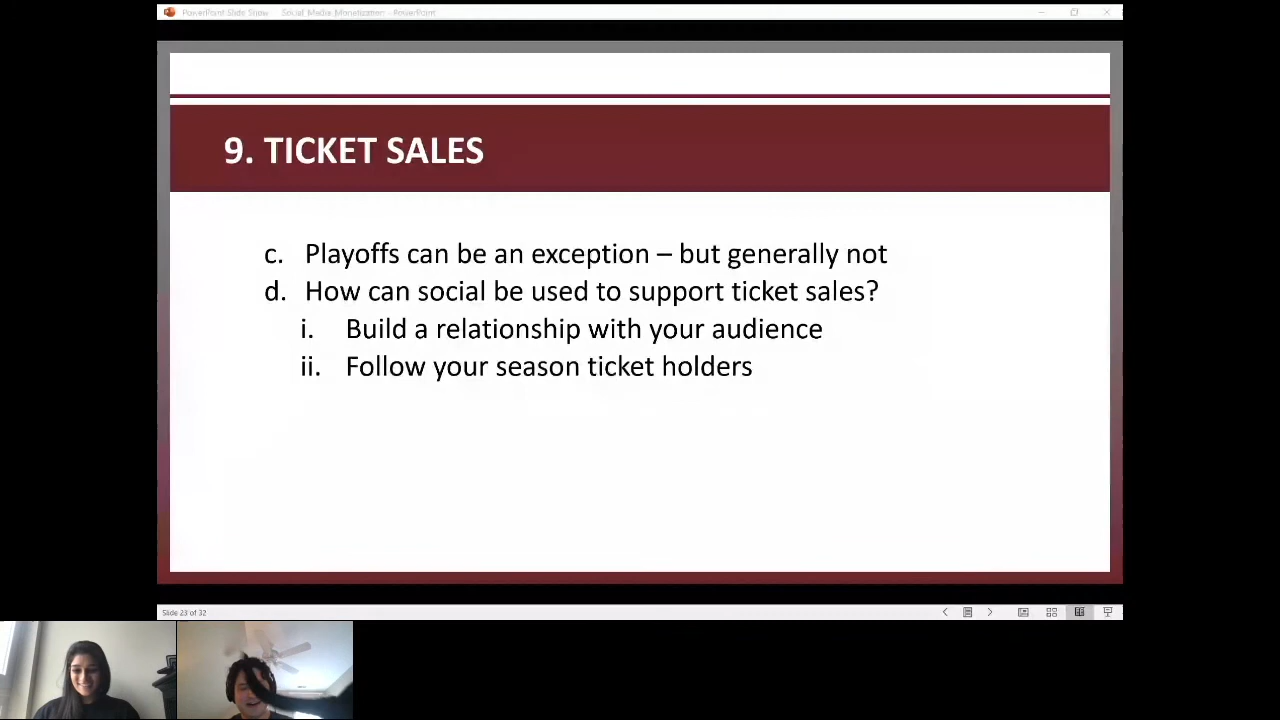 PowerPoint Slide Show - Social Media Monetization - PowerPoint
9. TICKET SALES
c. Playoffs can be an exception – but generally not
d. How can social be used to support ticket sales?
i. Build a relationship with your audience
ii. Follow your season ticket holders
Slide 23 of 32